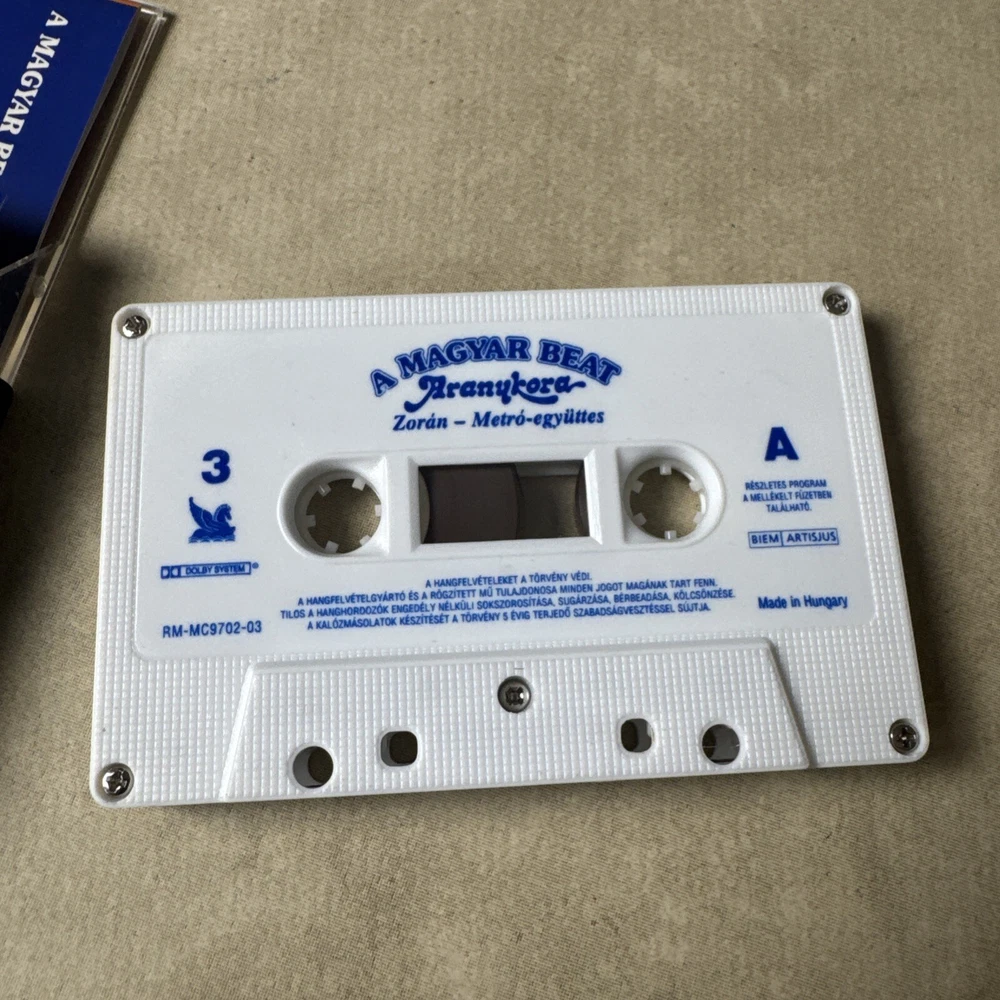 A MAGYAR
A MAGYAR BEAT
Aranykora
Zorán – Metró-együttes
3
A
RÉSZLETES PROGRAM
A MELLÉKELT FÜZETBEN
TALÁLHATÓ.
BIEM ARTISJUS
DOLBY SYSTEM®
A HANGFELVÉTELEKET A TÖRVÉNY VÉDI.
A HANGFELVÉTELGYÁRTÓ ÉS A RÖGZÍTETT MŰ TULAJDONOSA MINDEN JOGOT MAGÁNAK TART FENN.
TILOS A HANGHORDOZÓK ENGEDÉLY NÉLKÜLI SOKSZOROSÍTÁSA, SUGÁRZÁSA, BÉRBEADÁSA, KÖLCSÖNZÉSE.
A KALÓZMÁSOLATOK KÉSZÍTÉSÉT A TÖRVÉNY 5 ÉVIG TERJEDŐ SZABADSÁGVESZTÉSSEL SÚJTJA.
RM-MC9702-03
Made in Hungary